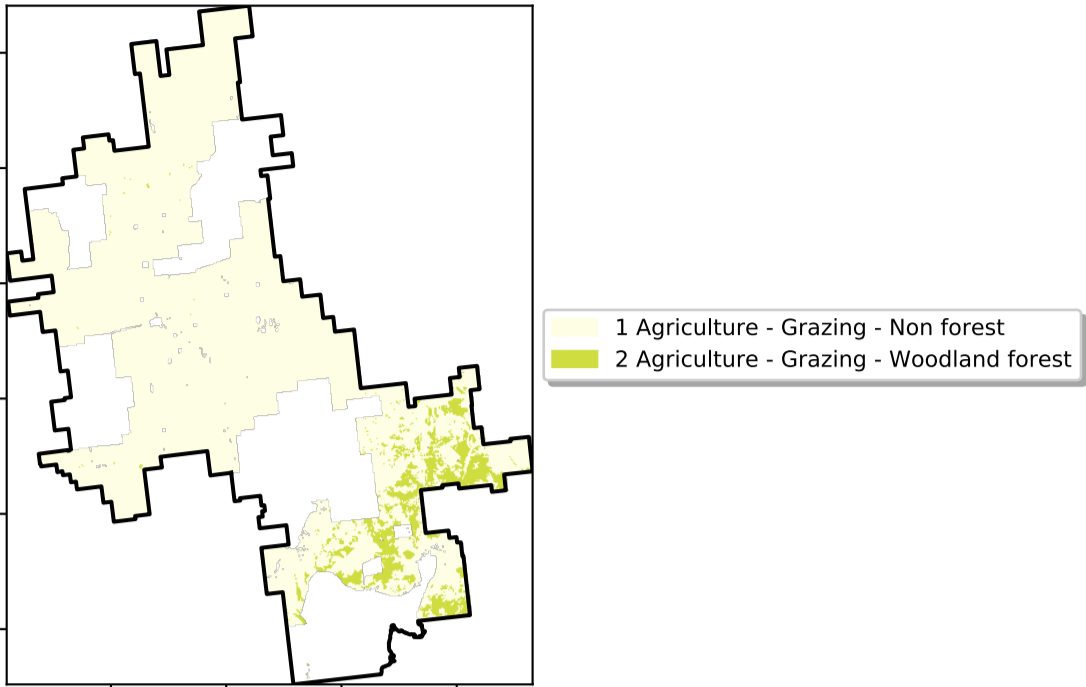 1 Agriculture - Grazing - Non forest
2 Agriculture - Grazing - Woodland forest